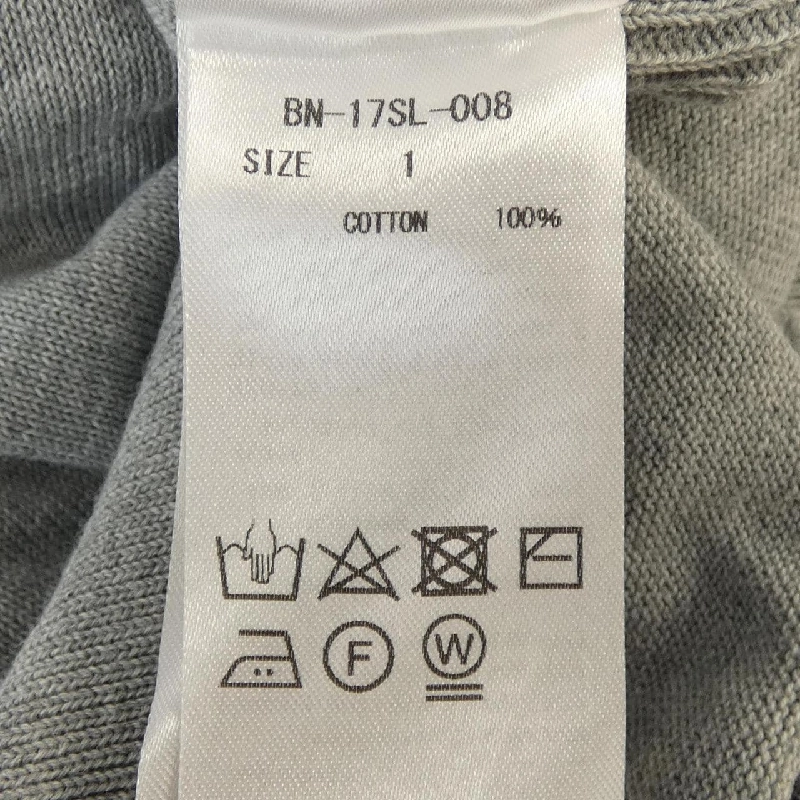 BN-17SL-008
SIZE 1
COTTON 100%
F W